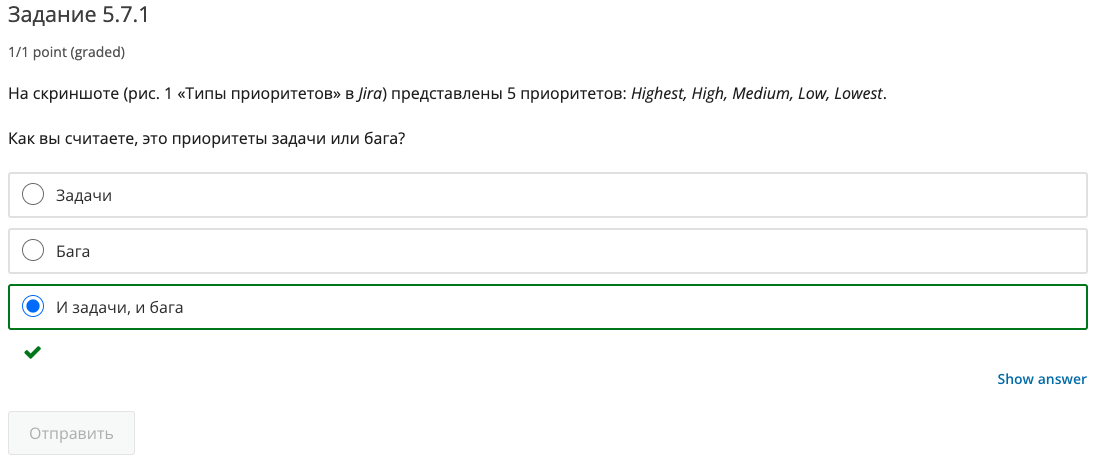 Задание 5.7.1
1/1 point (graded)
На скриншоте (рис. 1 «Типы приоритетов» в Jira) представлены 5 приоритетов: Highest, High, Medium, Low, Lowest.
Как вы считаете, это приоритеты задачи или бага?
Задачи
Бага
И задачи, и бага
Show answer
Отправить